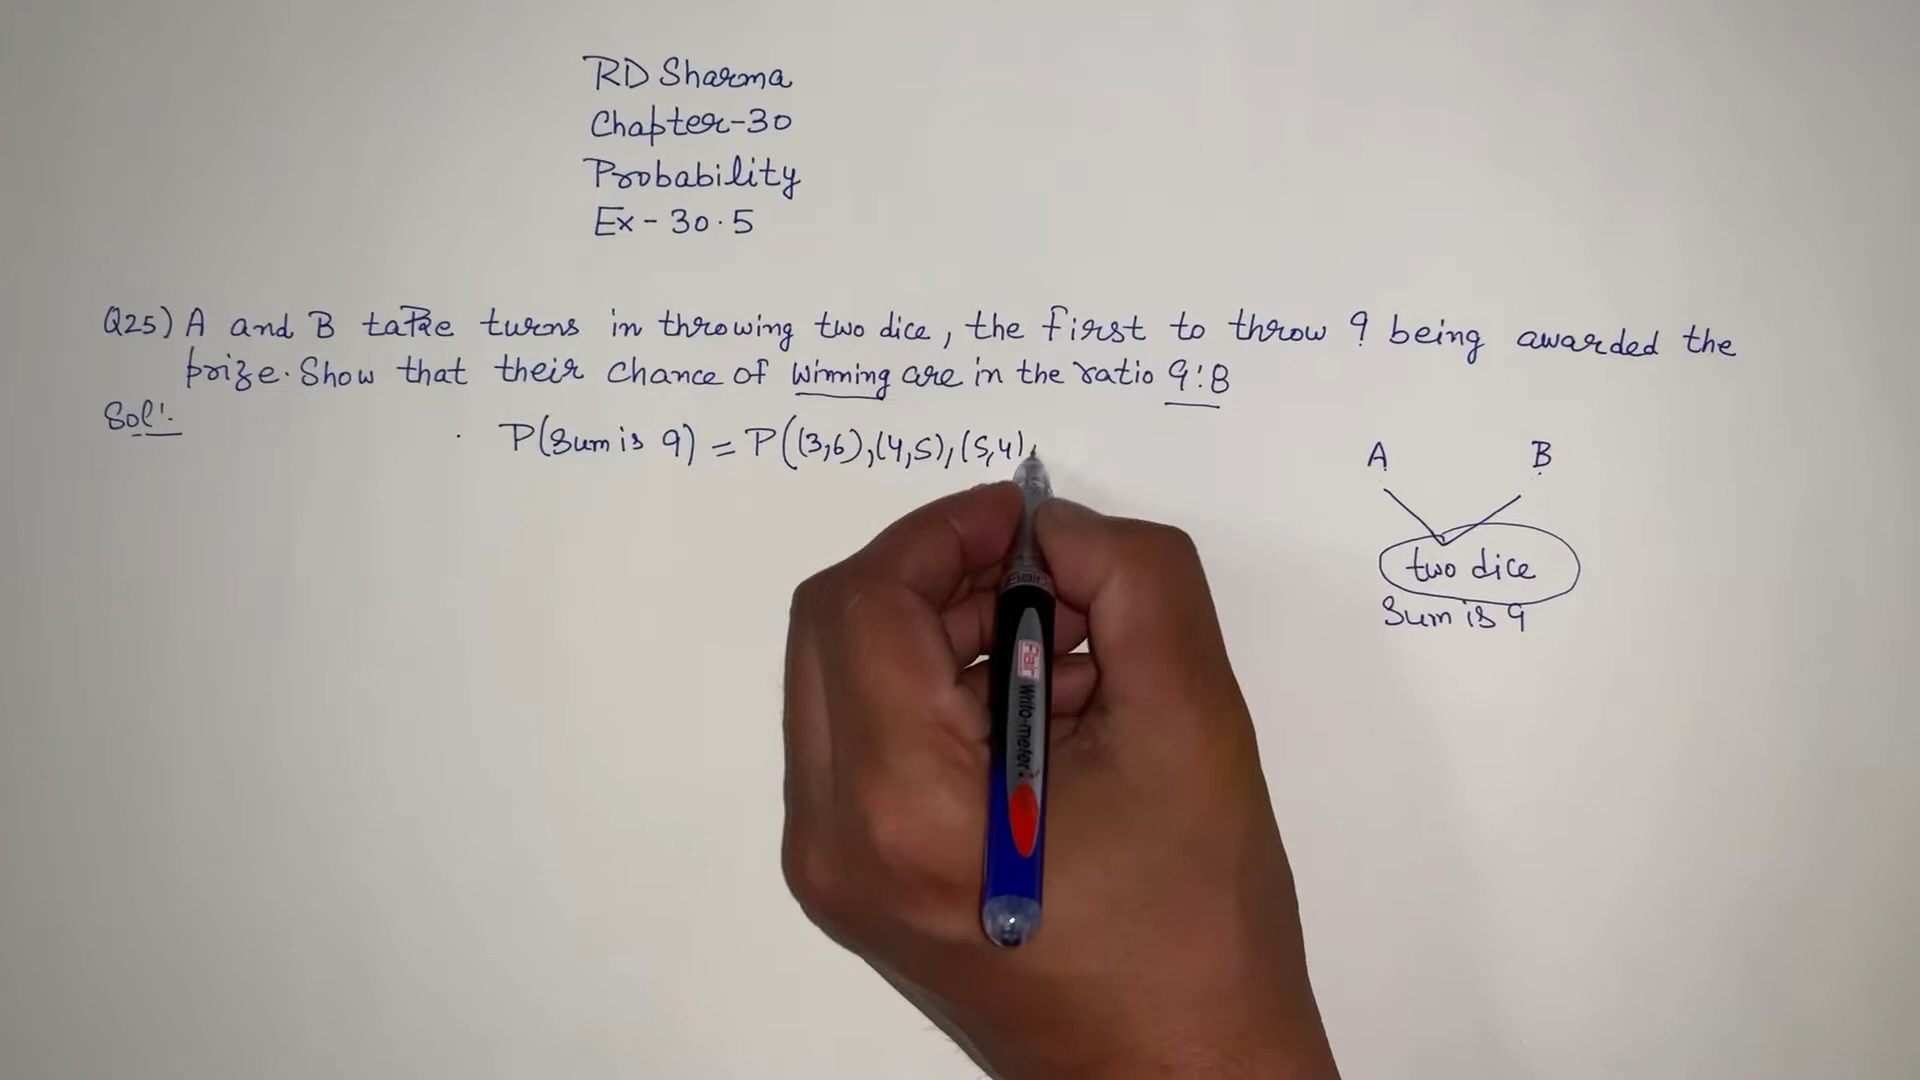 RD Sharma
Chapter-30
Probability
Ex - 30.5
Q25) A and B take turns in throwing two dice, the first to throw 9 being awarded the
prize. Show that their chance of winning are in the ratio 9:8
Sol:
P(Sum is 9) = P((3,6),(4,5),(5,4),
A B
two dice
Sum is 9
Flair
Flair Writo-meter